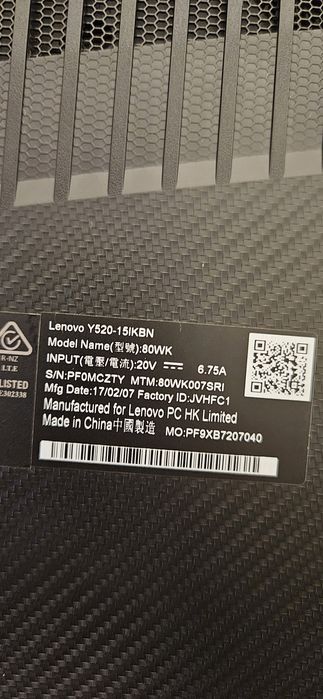 Lenovo Y520-15IKBN
Model Name(型號):80WK
INPUT(電壓/電流):20V ⎓ 6.75A
S/N:PF0MCZTY MTM:80WK007SRI
Mfg Date:17/02/07 Factory ID:JVHFC1
Manufactured for Lenovo PC HK Limited
Made in China中國製造 MO:PF9XB7207040
R-NZ
I.T.E
LISTED
E302338